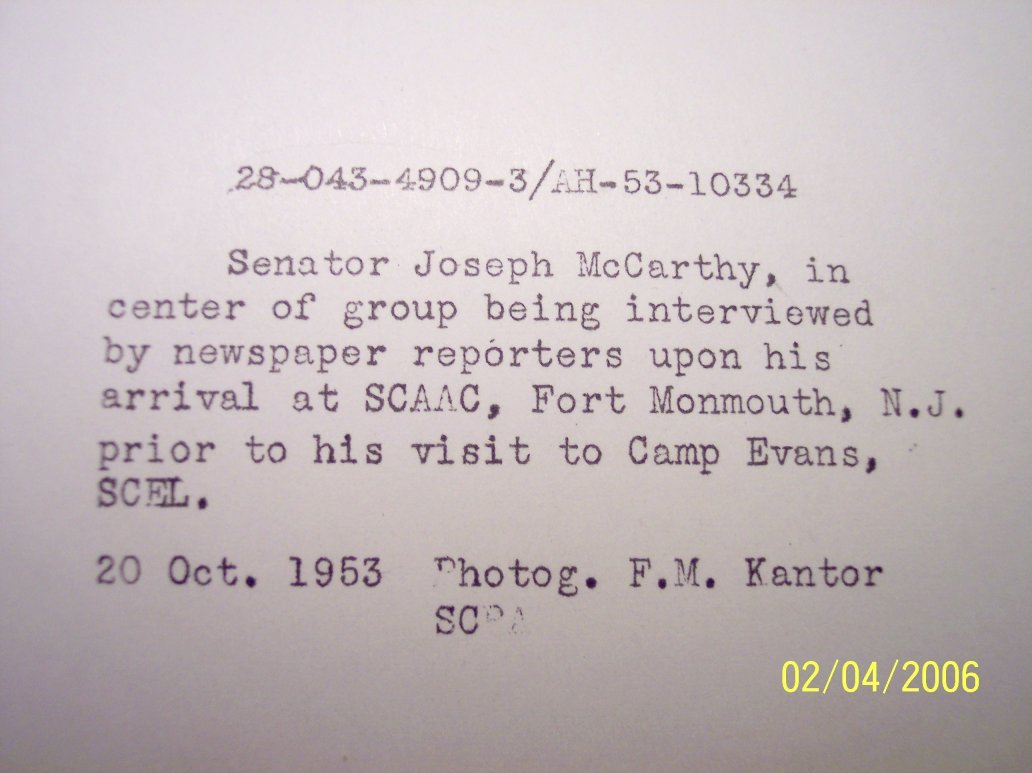 28-043-4909-3/AH-53-10334
Senator Joseph McCarthy, in
center of group being interviewed
by newspaper reporters upon his
arrival at SCAAC, Fort Monmouth, N.J.
prior to his visit to Camp Evans,
SCEL.
20 Oct. 1953 Photog. F.M. Kantor
SCPA
02/04/2006